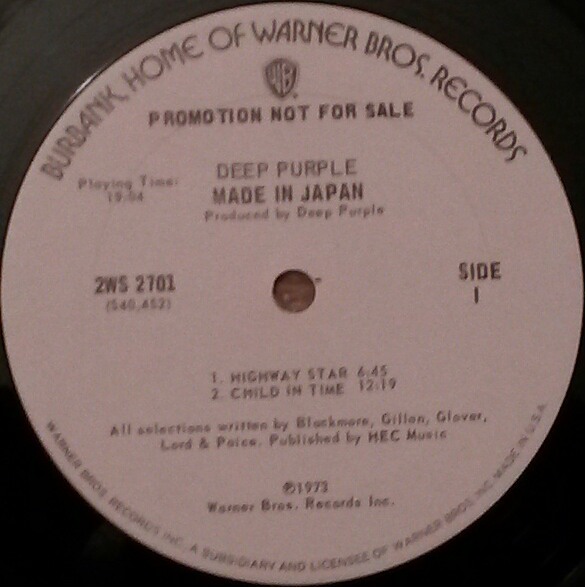 BURBANK, HOME OF WARNER BROS. RECORDS
WB
PROMOTION NOT FOR SALE
DEEP PURPLE
Playing Time:
19:04
MADE IN JAPAN
Produced by Deep Purple
2WS 2701
(S40,452)
SIDE
1
1. HIGHWAY STAR 6:45
2. CHILD IN TIME 12:19
All selections written by Blackmore, Gillan, Glover,
Lord & Paice. Published by HEC Music
℗1973
Warner Bros. Records Inc.
WARNER BROS. RECORDS INC. A SUBSIDIARY AND LICENSEE OF WARNER BROS. INC. MADE IN U.S.A.